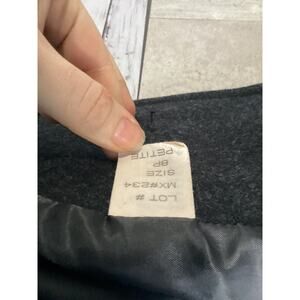 LOT #
MX#234
SIZE
8P
PETITE